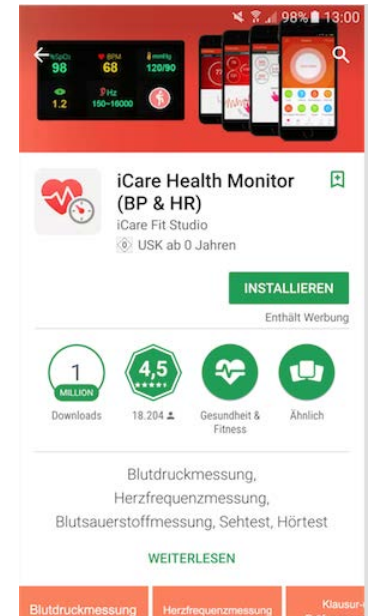 98% 13:00
%SpO₂ BPM mmHg
98 68 120/90
Hz
1.2 150~16000
iCare Health Monitor
(BP & HR)
iCare Fit Studio
USK ab 0 Jahren
INSTALLIEREN
Enthält Werbung
1
MILLION
Downloads
4,5
18.204
Gesundheit &
Fitness
Ähnlich
Blutdruckmessung,
Herzfrequenzmessung,
Blutsauerstoffmessung, Sehtest, Hörtest
WEITERLESEN
Blutdruckmessung Herzfrequenzmessung Klausur-